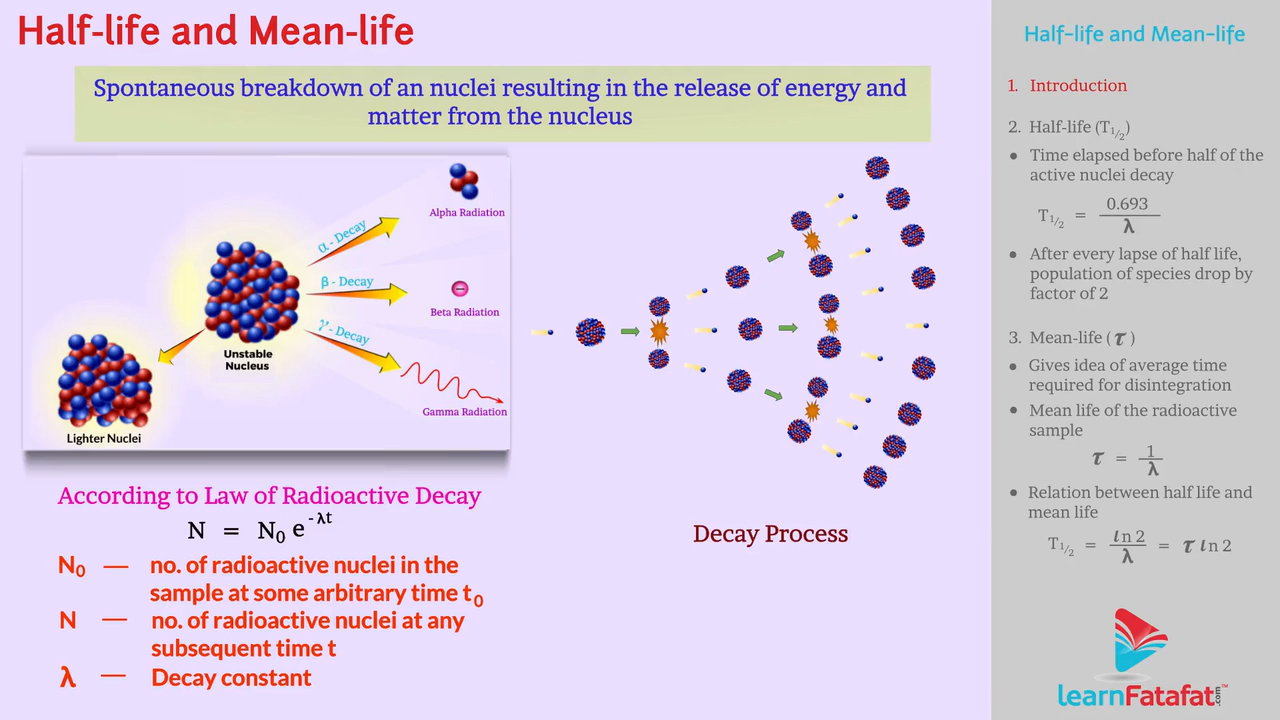 Half-life and Mean-life
Spontaneous breakdown of an nuclei resulting in the release of energy and
matter from the nucleus
α - Decay
Alpha Radiation
β - Decay
Beta Radiation
γ - Decay
Gamma Radiation
Unstable
Nucleus
Lighter Nuclei
According to Law of Radioactive Decay
N = N₀ e^-λt
N₀ — no. of radioactive nuclei in the
sample at some arbitrary time t₀
N — no. of radioactive nuclei at any
subsequent time t
λ — Decay constant
Decay Process
Half-life and Mean-life
1. Introduction
2. Half-life (T1/2)
• Time elapsed before half of the
active nuclei decay
T1/2 = 0.693 / λ
• After every lapse of half life,
population of species drop by
factor of 2
3. Mean-life (τ)
• Gives idea of average time
required for disintegration
• Mean life of the radioactive
sample
τ = 1 / λ
• Relation between half life and
mean life
T1/2 = ln 2 / λ = τ ln 2
learnFatafat.com™